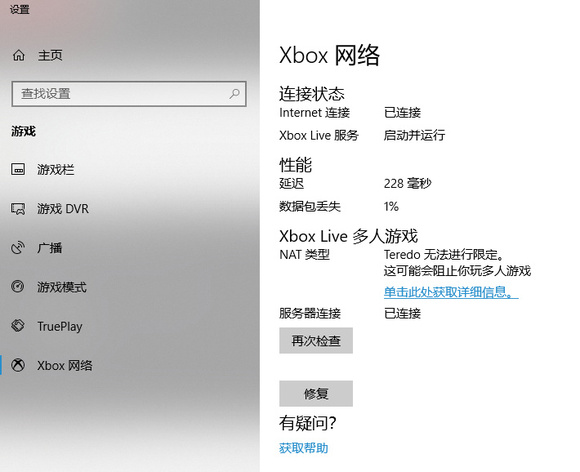 设置
主页
查找设置
游戏
游戏栏
游戏 DVR
广播
游戏模式
TruePlay
Xbox 网络
Xbox 网络
连接状态
Internet 连接 已连接
Xbox Live 服务 启动并运行
性能
延迟 228 毫秒
数据包丢失 1%
Xbox Live 多人游戏
NAT 类型 Teredo 无法进行限定。
这可能会阻止你玩多人游戏
单击此处获取详细信息。
服务器连接 已连接
再次检查
修复
有疑问?
获取帮助